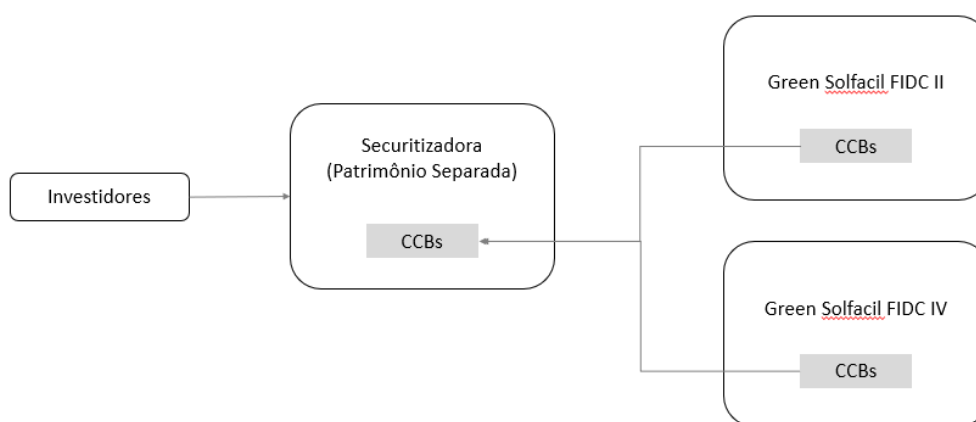 Investidores
Securitizadora
(Patrimônio Separada)
CCBs
Green Solfacil FIDC II
CCBs
Green Solfacil FIDC IV
CCBs